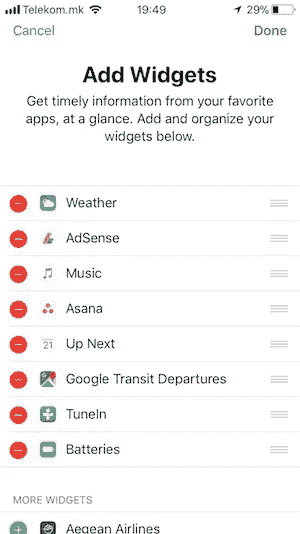 Telekom.mk 19:49 29%
Cancel Done
Add Widgets
Get timely information from your favorite
apps, at a glance. Add and organize your
widgets below.
Weather
AdSense
Music
Asana
21 Up Next
Google Transit Departures
TuneIn
Batteries
MORE WIDGETS
Aegean Airlines